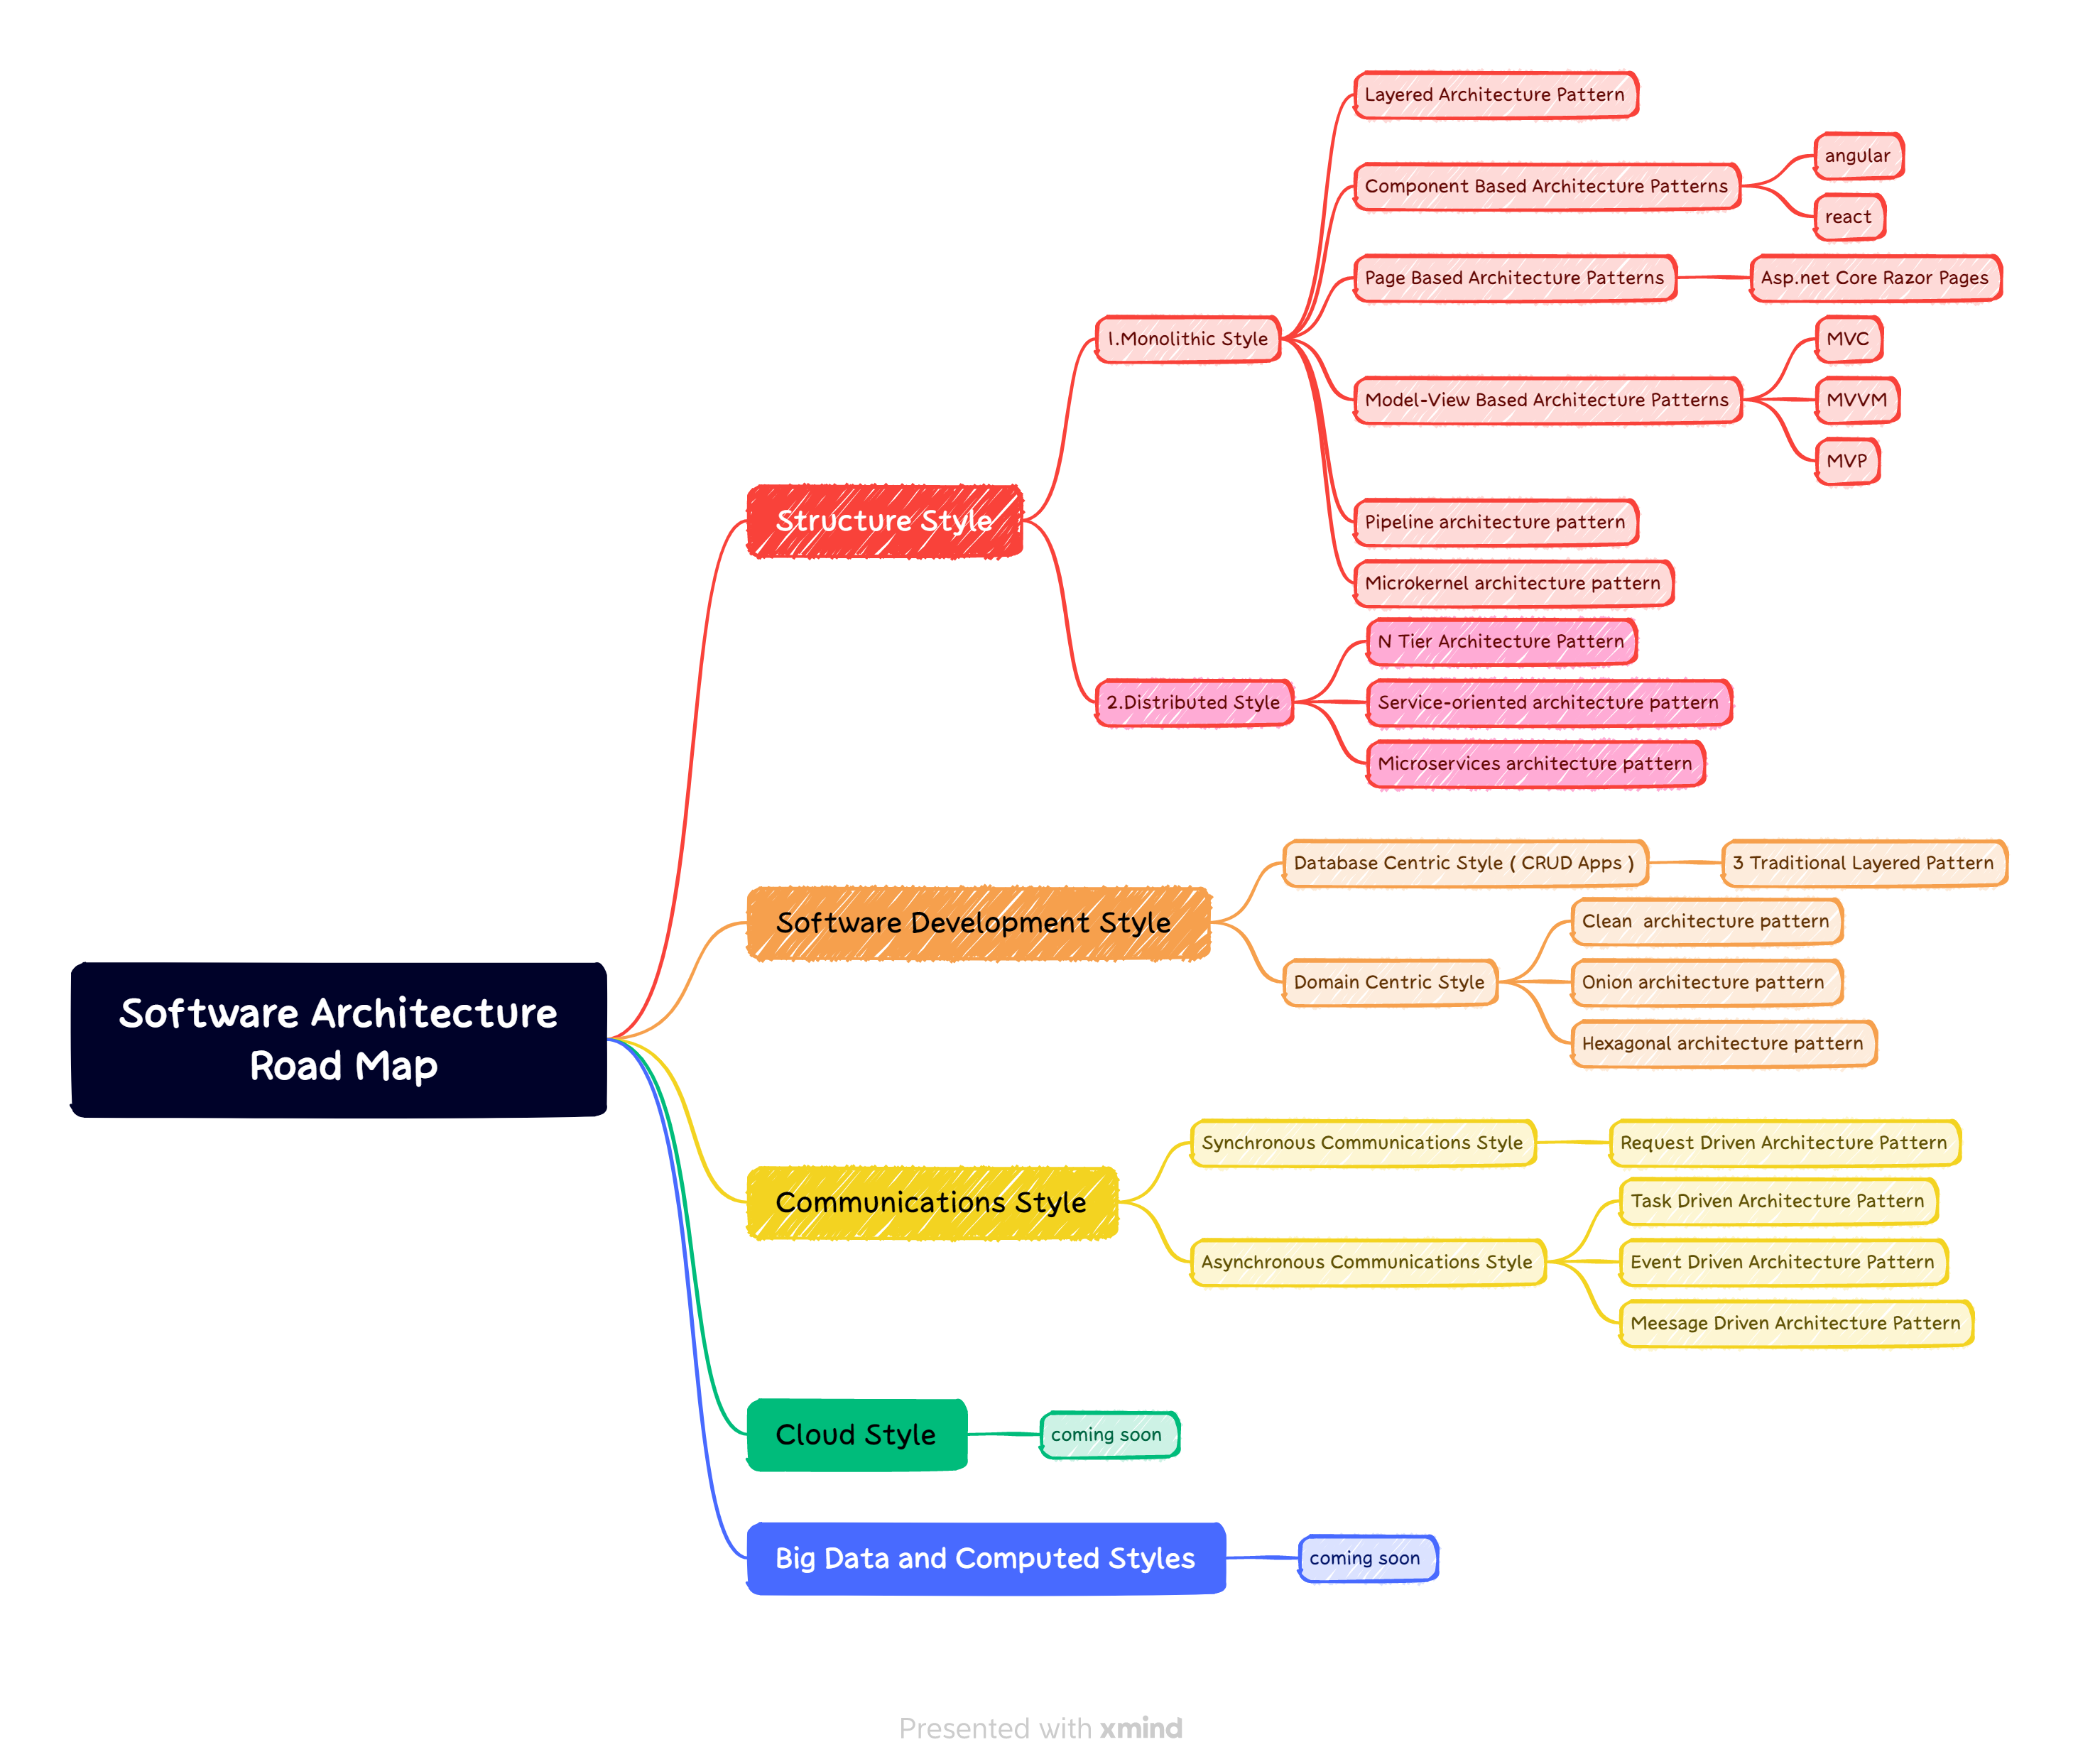 Software Architecture
Road Map
Structure Style
1.Monolithic Style
Layered Architecture Pattern
Component Based Architecture Patterns
angular
react
Page Based Architecture Patterns
Asp.net Core Razor Pages
Model-View Based Architecture Patterns
MVC
MVVM
MVP
Pipeline architecture pattern
Microkernel architecture pattern
2.Distributed Style
N Tier Architecture Pattern
Service-oriented architecture pattern
Microservices architecture pattern
Software Development Style
Database Centric Style ( CRUD Apps )
3 Traditional Layered Pattern
Domain Centric Style
Clean  architecture pattern
Onion architecture pattern
Hexagonal architecture pattern
Communications Style
Synchronous Communications Style
Request Driven Architecture Pattern
Asynchronous Communications Style
Task Driven Architecture Pattern
Event Driven Architecture Pattern
Meesage Driven Architecture Pattern
Cloud Style
coming soon
Big Data and Computed Styles
coming soon
Presented with xmind